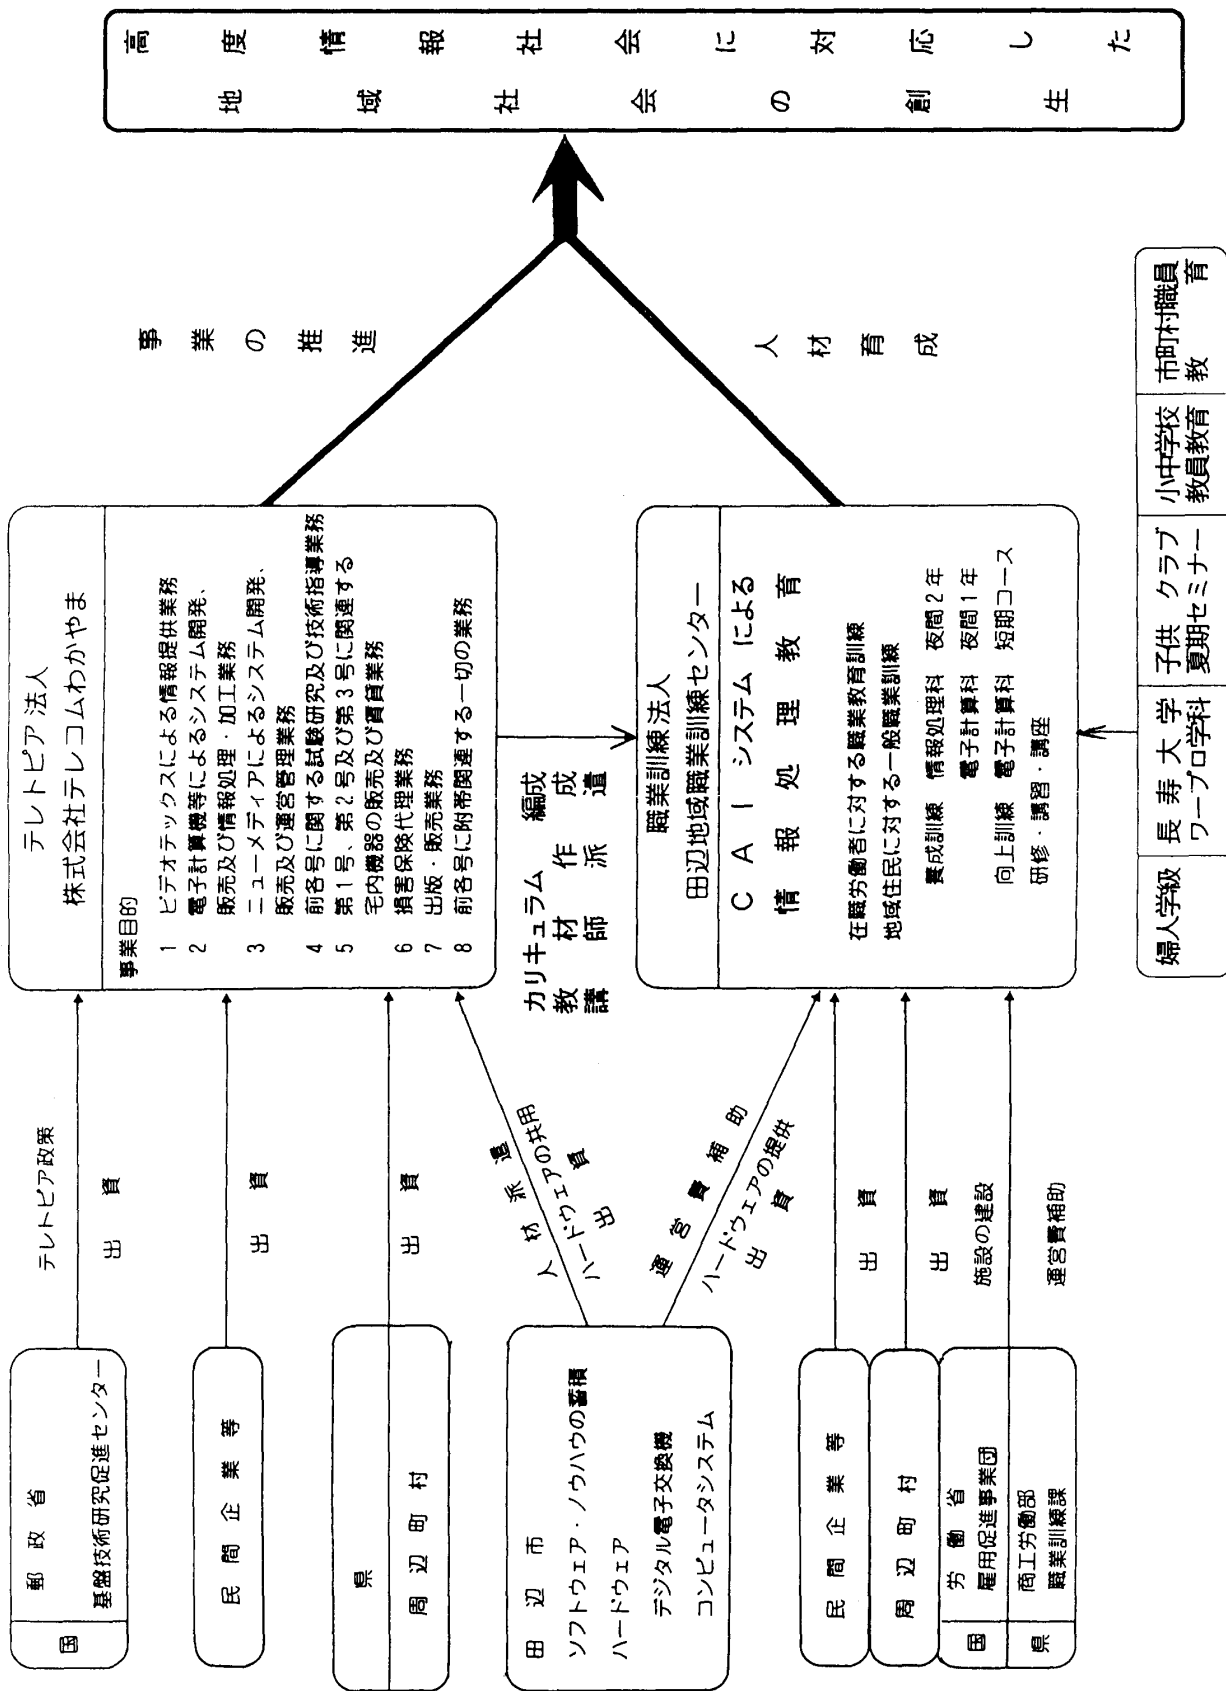 国
郵政省
基盤技術研究促進センター
民間企業等
県
周辺町村
田辺市
ソフトウェア・ノウハウの蓄積
ハードウェア
デジタル電子交換機
コンピュータシステム
民間企業等
周辺町村
国
労働省
雇用促進事業団
県
商工労働部
職業訓練課
テレトピア政策
出資
出資
出資
人材派遣
ハードウェアの共用
出資
運営費補助
ハードウェアの提供
出資
出資
出資
施設の建設
運営費補助
テレトピア法人
株式会社テレコムわかやま
事業目的
1 ビデオテックスによる情報提供業務
2 電子計算機等によるシステム開発、
販売及び情報処理・加工業務
3 ニューメディアによるシステム開発、
販売及び運営管理業務
4 前各号に関する試験研究及び技術指導業務
5 第1号、第2号及び第3号に関連する
宅内機器の販売及び賃貸業務
6 損害保険代理業務
7 出版・販売業務
8 前各号に附帯関連する一切の業務
カリキュラム編成
教材作成
講師派遣
職業訓練法人
田辺地域職業訓練センター
CAIシステムによる
情報処理教育
在職労働者に対する職業教育訓練
地域住民に対する一般職業訓練
養成訓練 情報処理科 夜間2年
電子計算科 夜間1年
向上訓練 電子計算科 短期コース
研修・講習・講座
婦人学級
長寿大学
ワープロ学科
子供クラブ
夏期セミナー
小中学校
教員教育
市町村職員
教育
事業の推進
人材育成
高度情報社会に対応した
地域社会の創生